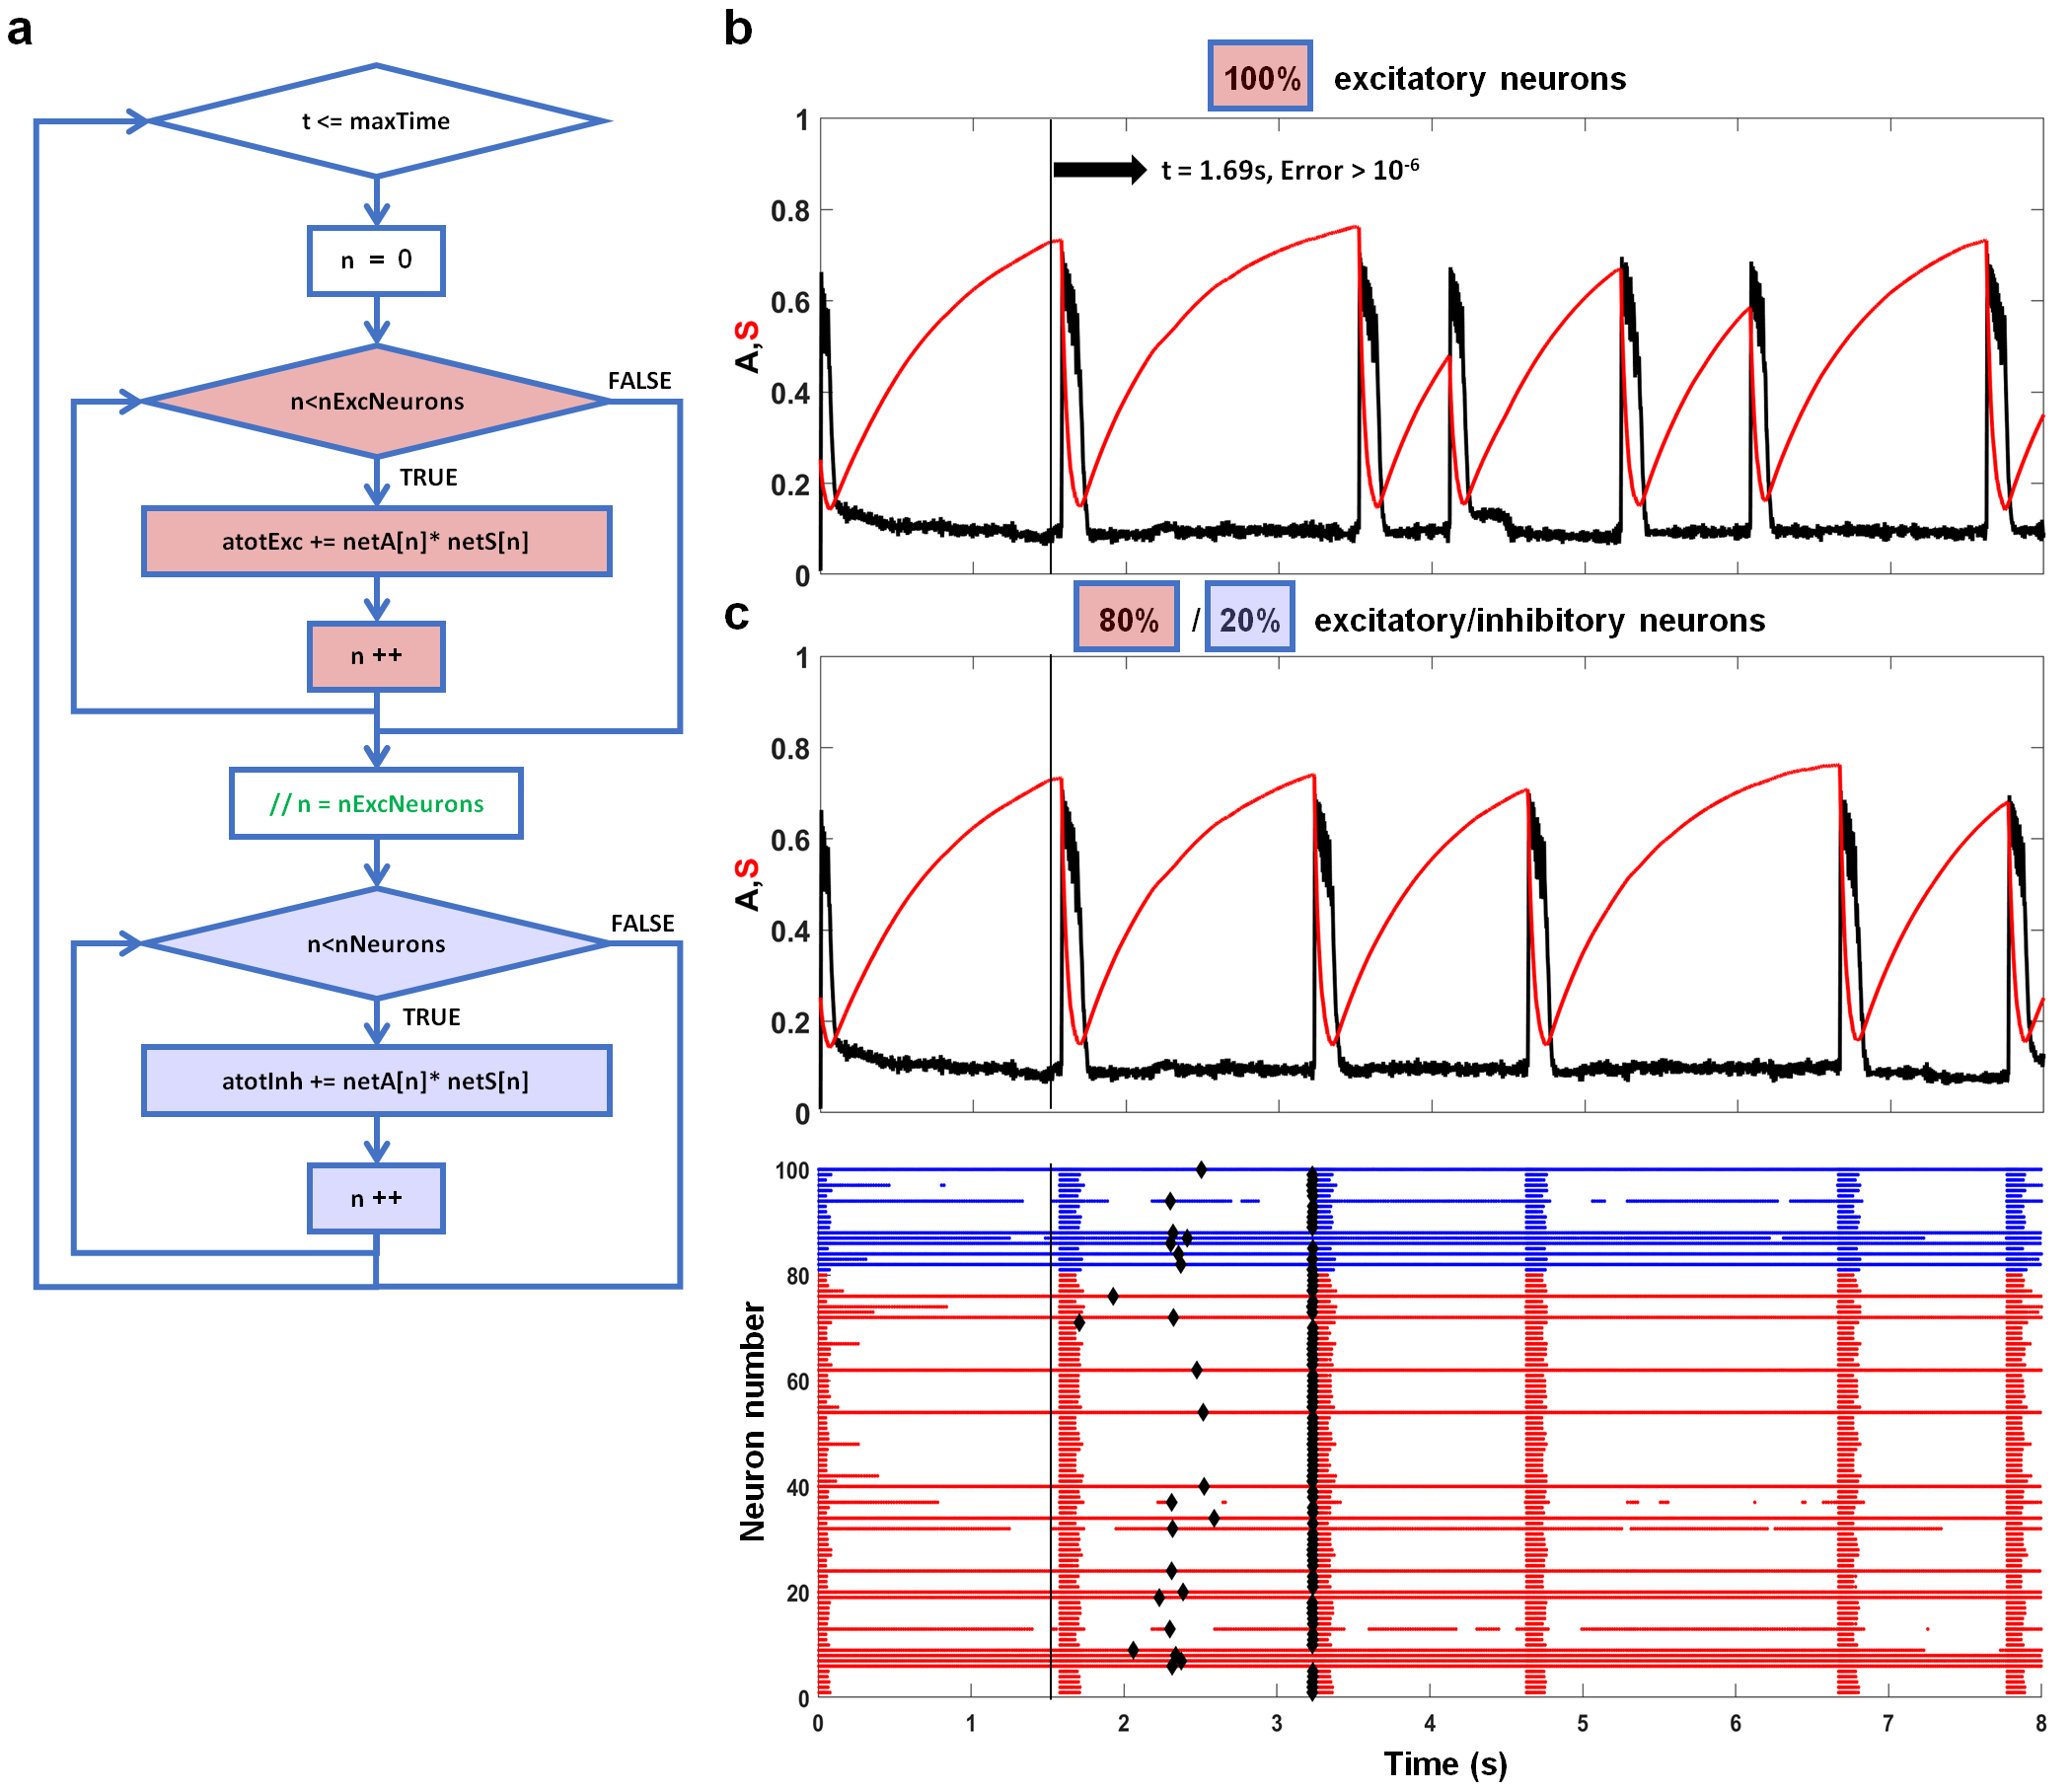 a
t <= maxTime
n = 0
n<nExcNeurons
FALSE
TRUE
atotExc += netA[n]* netS[n]
n ++
// n = nExcNeurons
n<nNeurons
FALSE
TRUE
atotInh += netA[n]* netS[n]
n ++
b
100% excitatory neurons
1
0.8
0.6
0.4
0.2
0
A,S
t = 1.69s, Error > 10⁻⁶
c
80% / 20% excitatory/inhibitory neurons
1
0.8
0.6
0.4
0.2
0
A,S
100
80
60
40
20
0
Neuron number
0 1 2 3 4 5 6 7 8
Time (s)